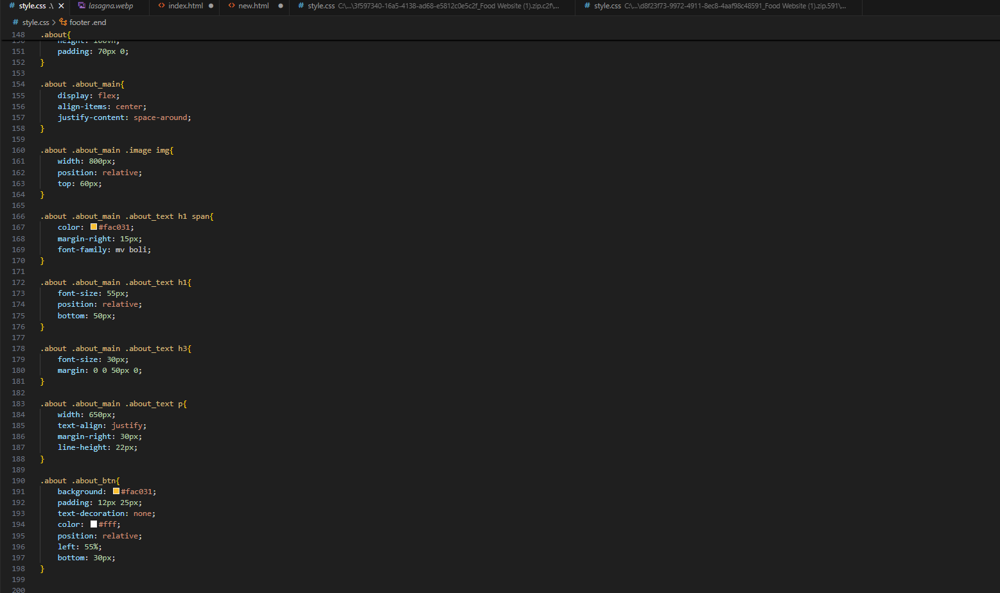 style.css .\ lasagna.webp index.html new.html style.css C:\...\3f597340-16a5-4138-ad68-e5812c0e5c2f_Food Website (1).zip.c2f\... style.css C:\...\d8f23f73-9972-4911-8ec8-4aaf98c48591_Food Website (1).zip.591\...
style.css > footer .end
148 .about{
150 height: 100vh;
151 padding: 70px 0;
152 }
153
154 .about .about_main{
155 display: flex;
156 align-items: center;
157 justify-content: space-around;
158 }
159
160 .about .about_main .image img{
161 width: 800px;
162 position: relative;
163 top: 60px;
164 }
165
166 .about .about_main .about_text h1 span{
167 color: #fac031;
168 margin-right: 15px;
169 font-family: mv boli;
170 }
171
172 .about .about_main .about_text h1{
173 font-size: 55px;
174 position: relative;
175 bottom: 50px;
176 }
177
178 .about .about_main .about_text h3{
179 font-size: 30px;
180 margin: 0 0 50px 0;
181 }
182
183 .about .about_main .about_text p{
184 width: 650px;
185 text-align: justify;
186 margin-right: 30px;
187 line-height: 22px;
188 }
189
190 .about .about_btn{
191 background: #fac031;
192 padding: 12px 25px;
193 text-decoration: none;
194 color: #fff;
195 position: relative;
196 left: 55%;
197 bottom: 30px;
198 }
199
200